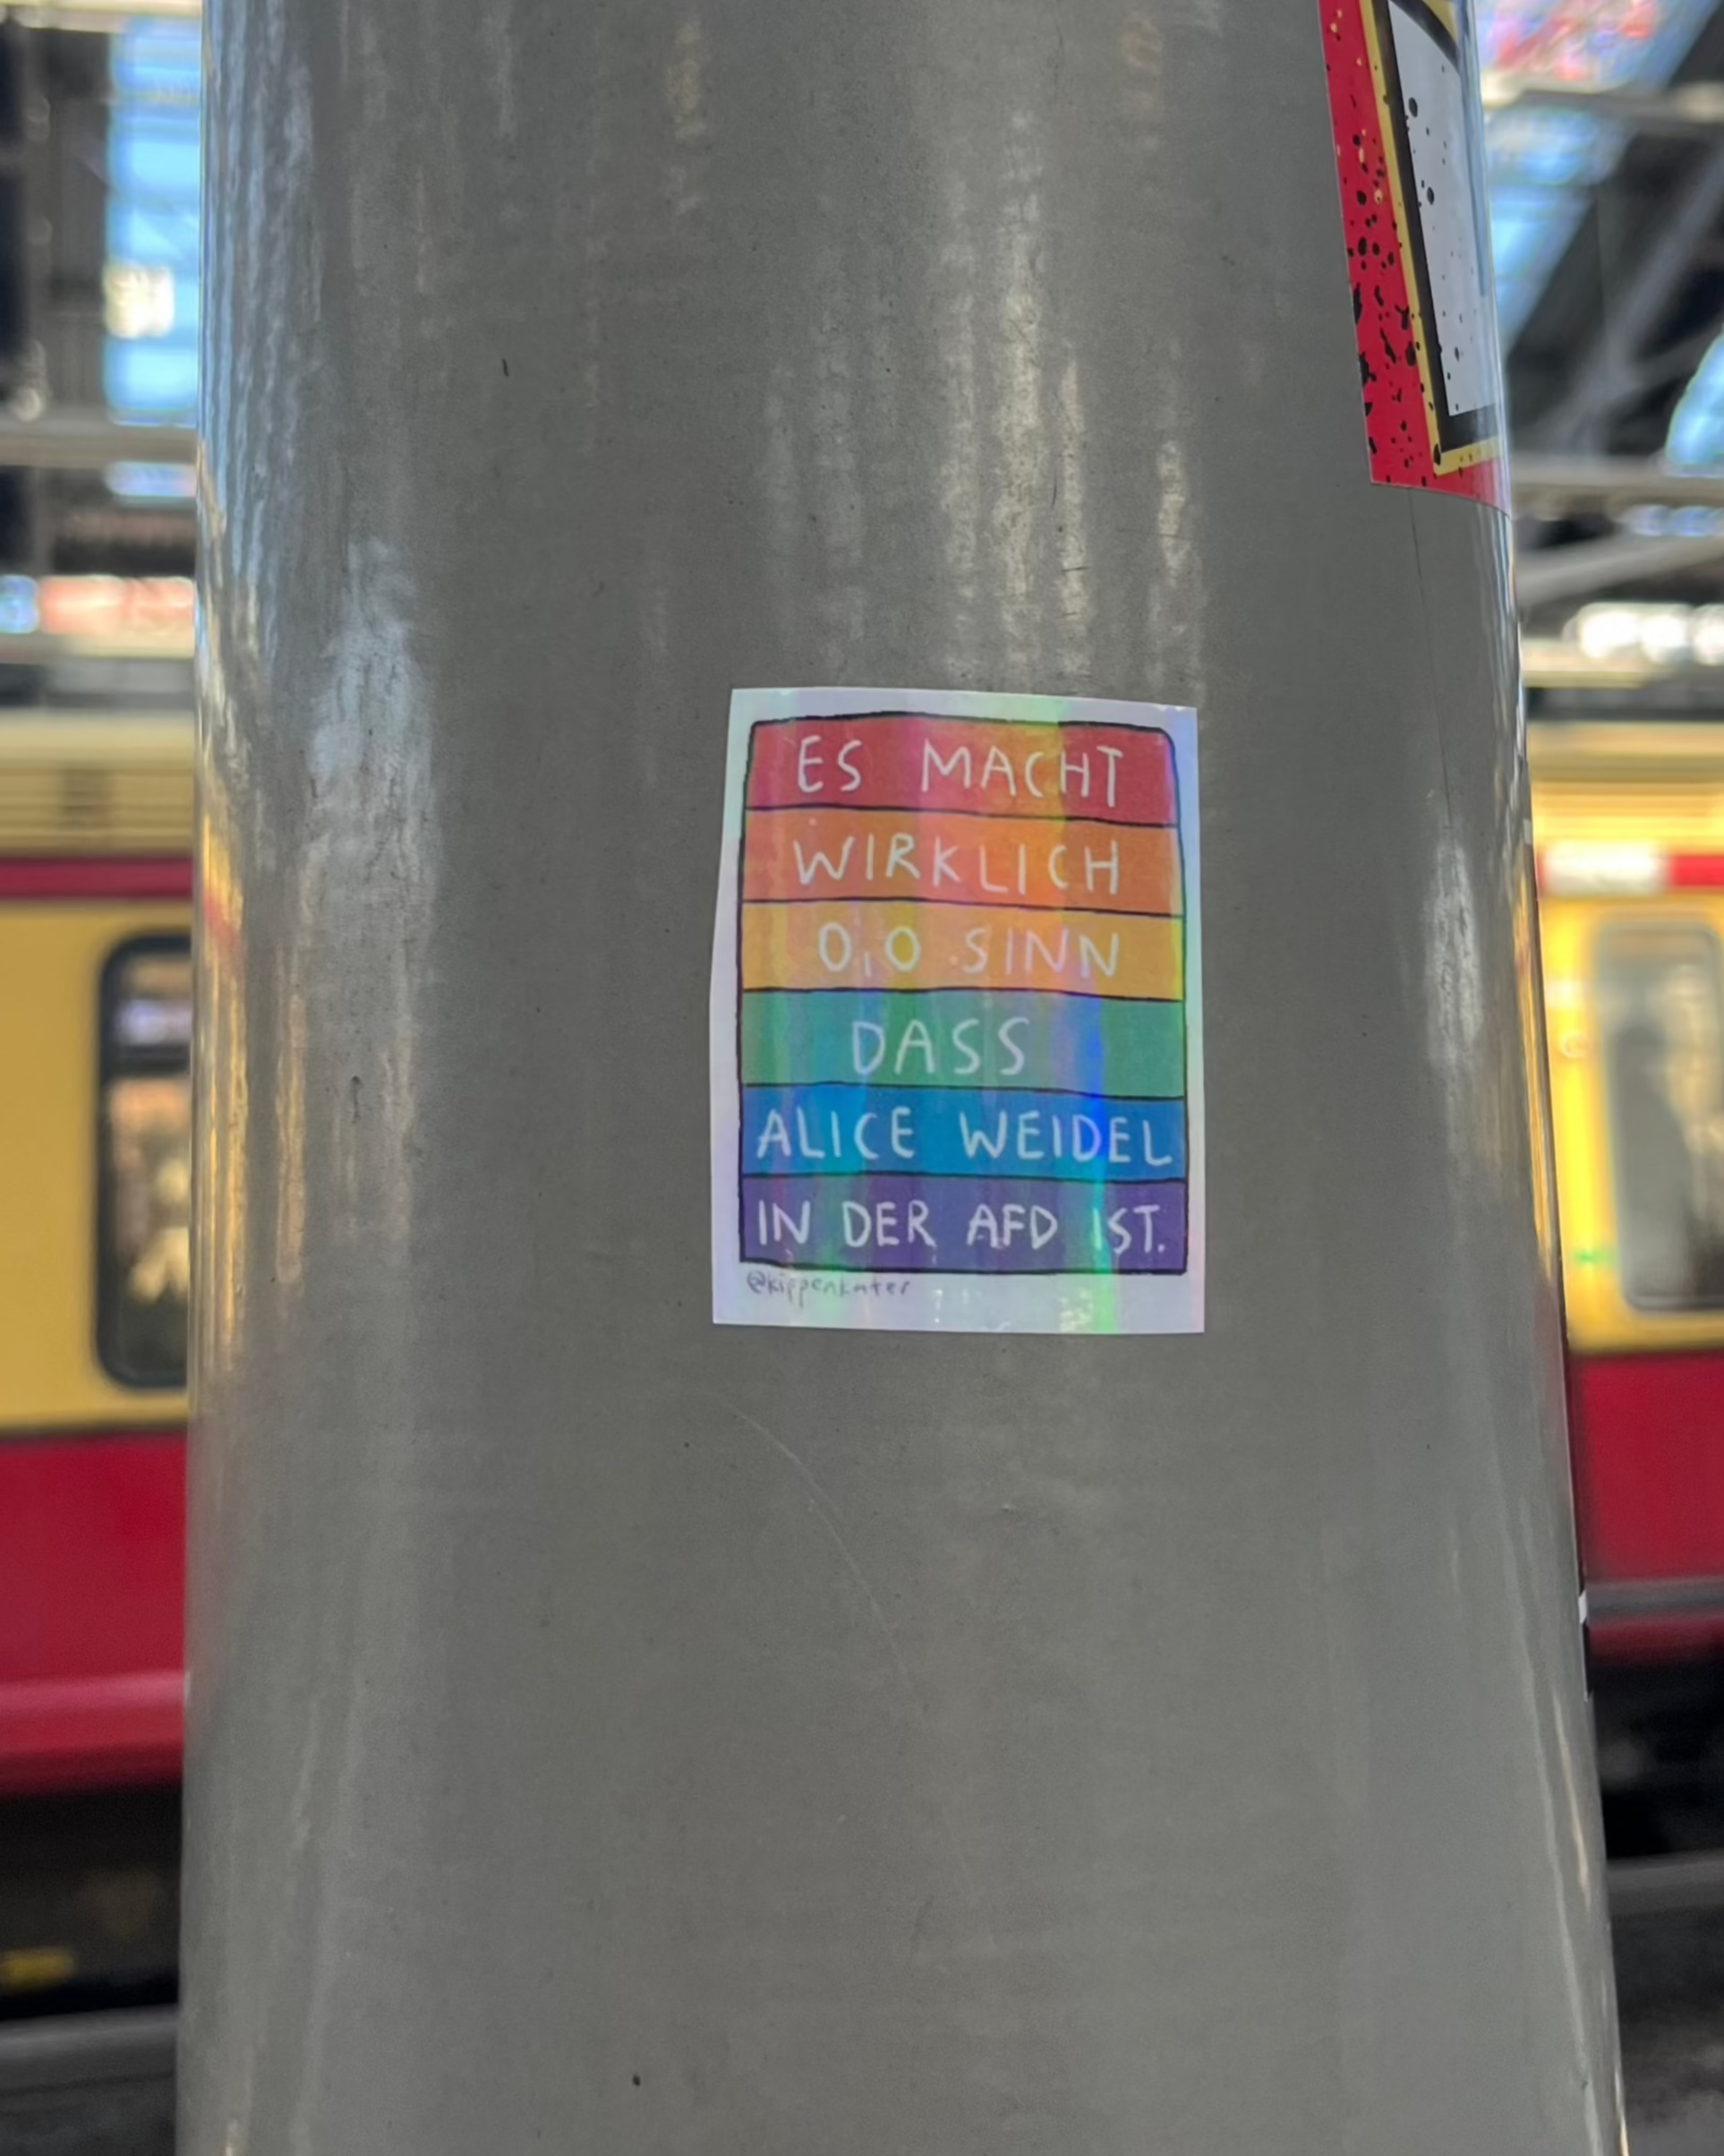 ES MACHT
WIRKLICH
0,0 SINN
DASS
ALICE WEIDEL
IN DER AFD IST.
@kippenkater